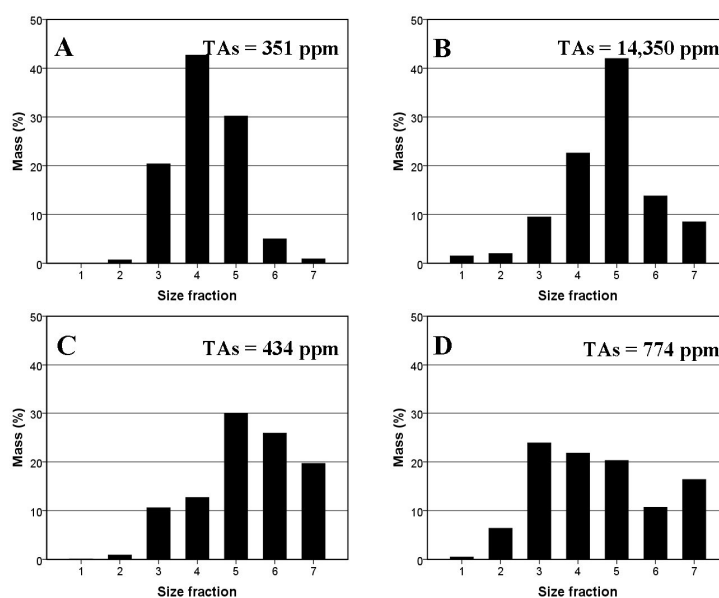 A
TAs = 351 ppm
50
40
30
20
10
0
Mass (%)
1 2 3 4 5 6 7
Size fraction
B
TAs = 14,350 ppm
50
40
30
20
10
0
Mass (%)
1 2 3 4 5 6 7
Size fraction
C
TAs = 434 ppm
50
40
30
20
10
0
Mass (%)
1 2 3 4 5 6 7
Size fraction
D
TAs = 774 ppm
50
40
30
20
10
0
Mass (%)
1 2 3 4 5 6 7
Size fraction